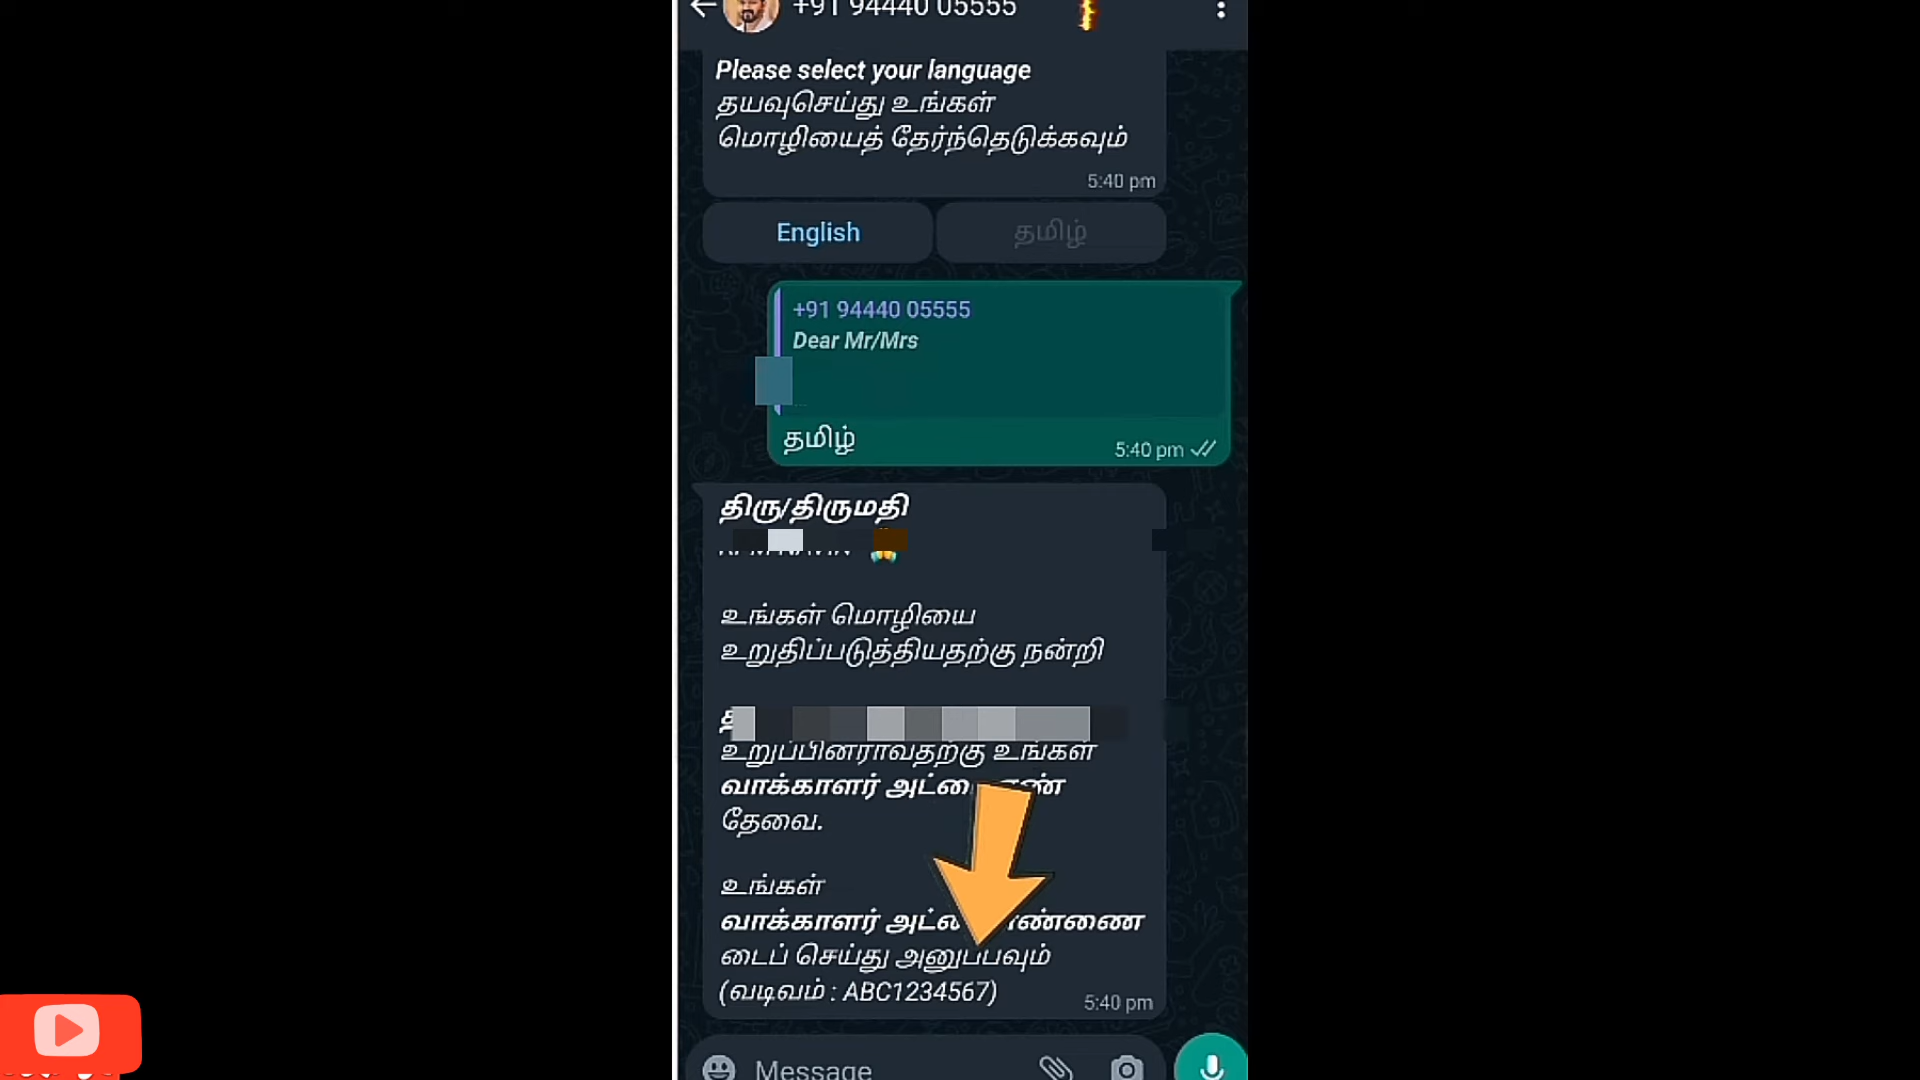 +91 94440 05555
Please select your language
தயவுசெய்து உங்கள்
மொழியைத் தேர்ந்தெடுக்கவும்
5:40 pm
English
தமிழ்
+91 94440 05555
Dear Mr/Mrs
தமிழ்
5:40 pm
திரு/திருமதி
உங்கள் மொழியை
உறுதிப்படுத்தியதற்கு நன்றி
உறுப்பினராவதற்கு உங்கள்
வாக்காளர்
தேவை.
உங்கள்
வாக்காளர்
டைப் செய்து அனுப்பவும்
(வடிவம் : ABC1234567)
5:40 pm
Message